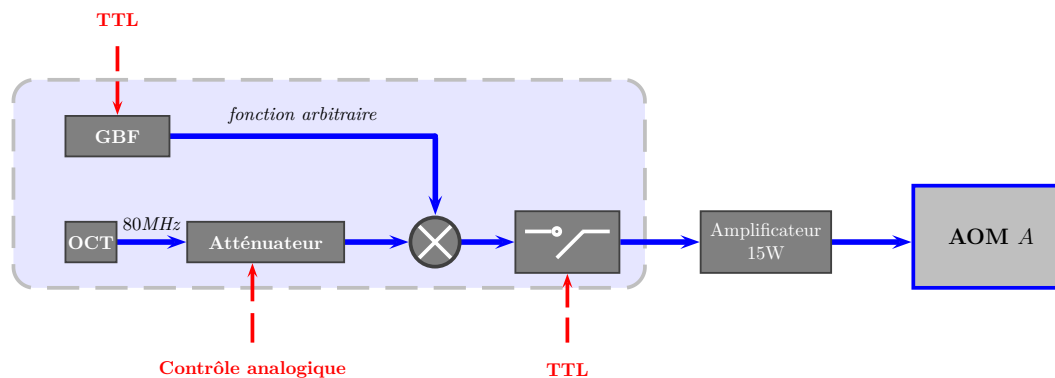 TTL
GBF
fonction arbitraire
OCT
80MHz
Atténuateur
Amplificateur
15W
AOM A
Contrôle analogique
TTL